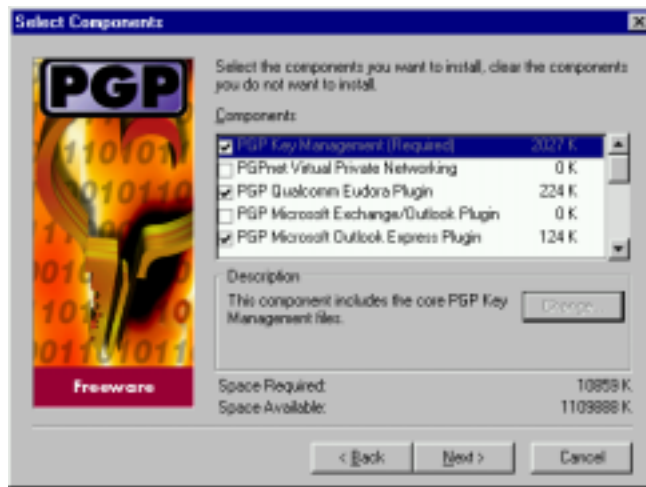 Select Components
PGP
Select the components you want to install, clear the components
you do not want to install.
Components
PGP Key Management (Required) 2027 K
PGPnet Virtual Private Networking 0 K
PGP Qualcomm Eudora Plugin 224 K
PGP Microsoft Exchange/Outlook Plugin 0 K
PGP Microsoft Outlook Express Plugin 124 K
Description
This component includes the core PGP Key
Management files.
Change...
Freeware
Space Required: 10859 K
Space Available: 1109888 K
< Back
Next >
Cancel